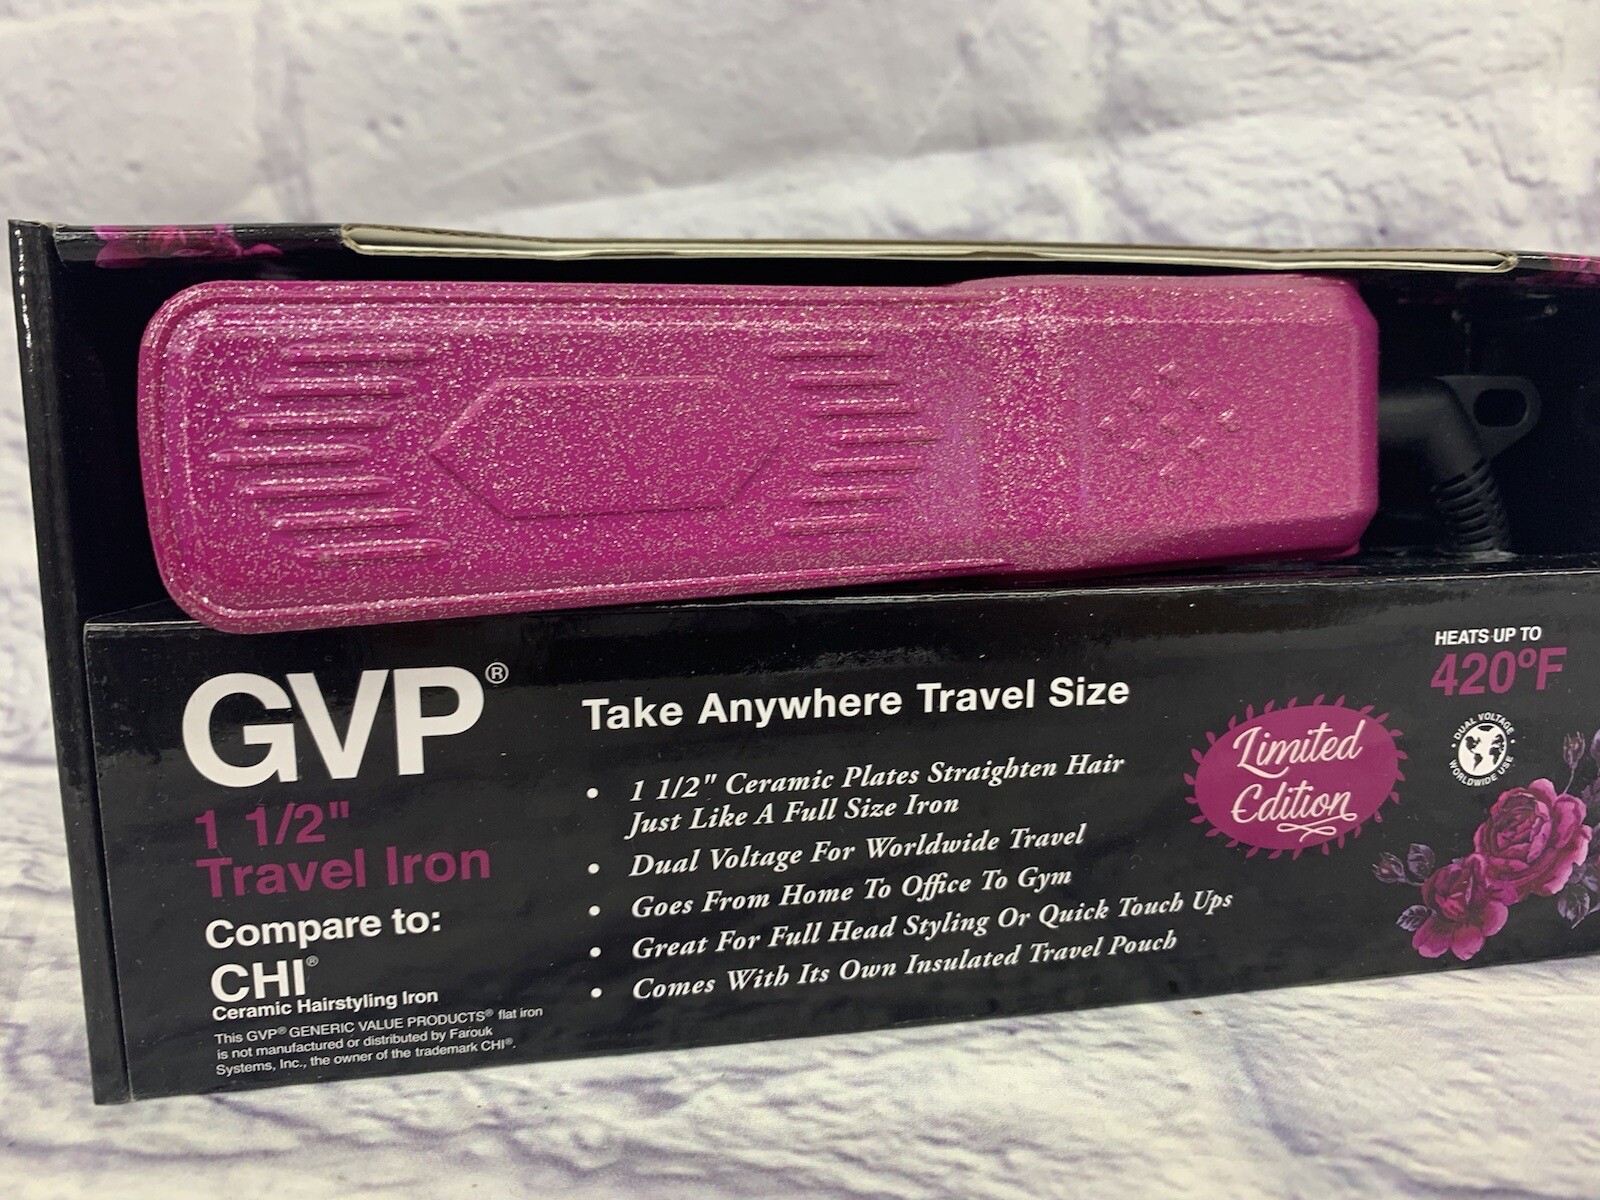 GVP®
1 1/2"
Travel Iron
Compare to:
CHI®
Ceramic Hairstyling Iron
This GVP® GENERIC VALUE PRODUCTS® flat iron
is not manufactured or distributed by Farouk
Systems, Inc., the owner of the trademark CHI®.
Take Anywhere Travel Size
• 1 1/2" Ceramic Plates Straighten Hair
Just Like A Full Size Iron
• Dual Voltage For Worldwide Travel
• Goes From Home To Office To Gym
• Great For Full Head Styling Or Quick Touch Ups
• Comes With Its Own Insulated Travel Pouch
Limited
Edition
HEATS UP TO
420ºF
• DUAL VOLTAGE •
WORLDWIDE USE